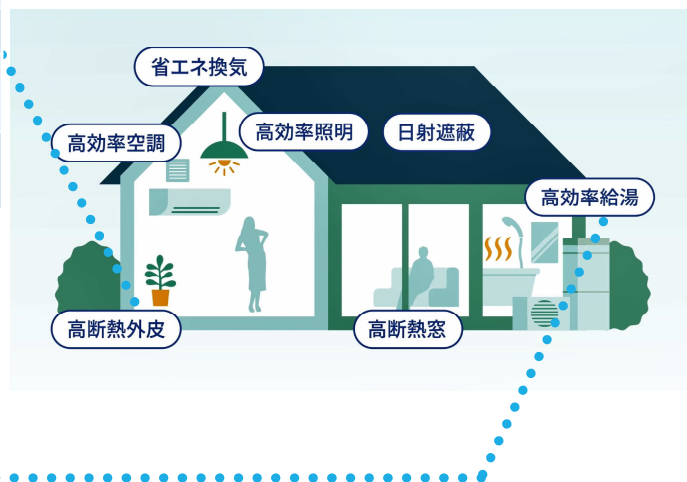 省エネ換気
高効率空調
高効率照明
日射遮蔽
高効率給湯
高断熱外皮
高断熱窓